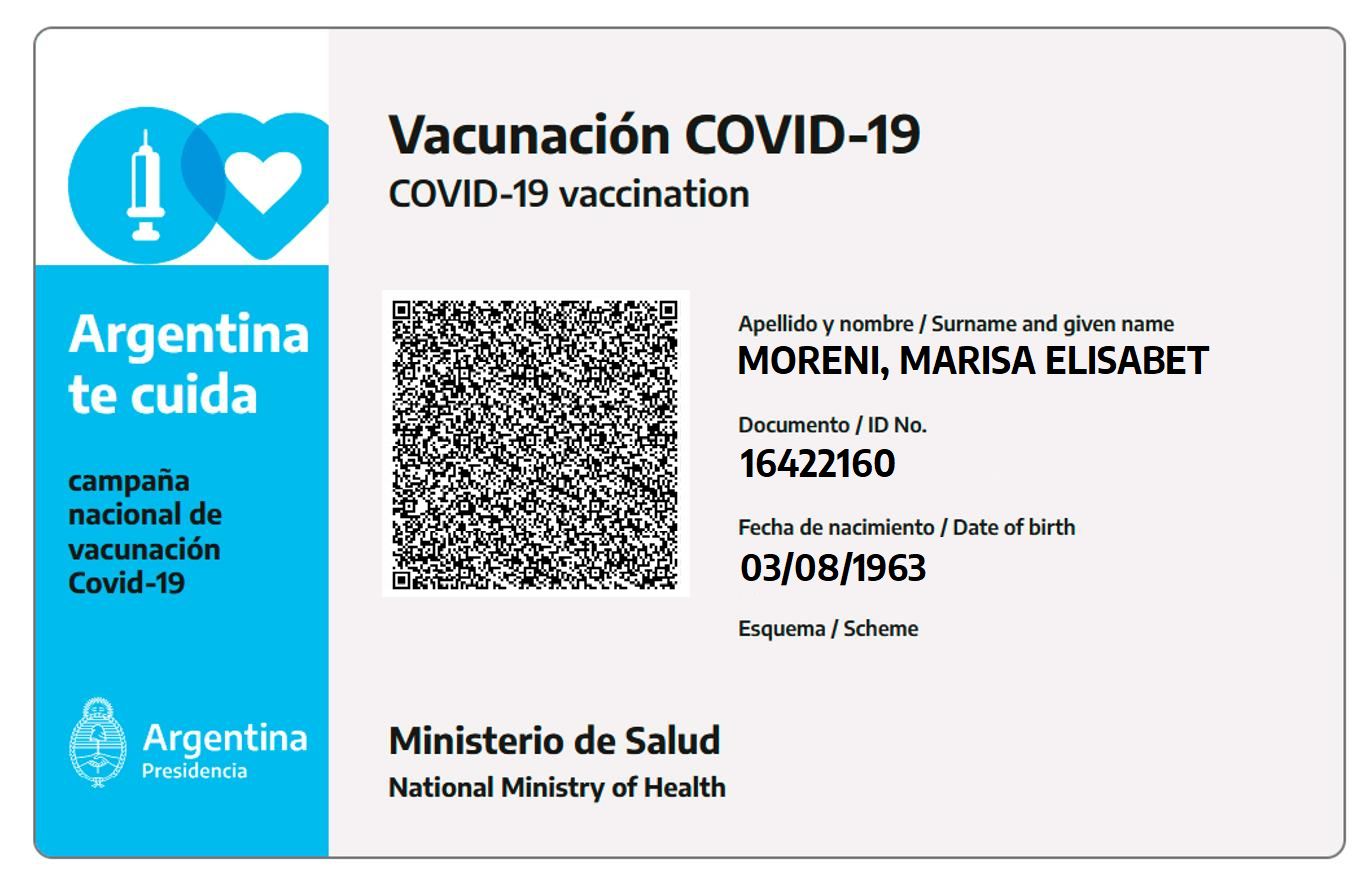 Vacunación COVID-19
COVID-19 vaccination
Argentina
te cuida
campaña
nacional de
vacunación
Covid-19
Argentina
Presidencia
Apellido y nombre / Surname and given name
MORENI, MARISA ELISABET
Documento / ID No.
16422160
Fecha de nacimiento / Date of birth
03/08/1963
Esquema / Scheme
Ministerio de Salud
National Ministry of Health